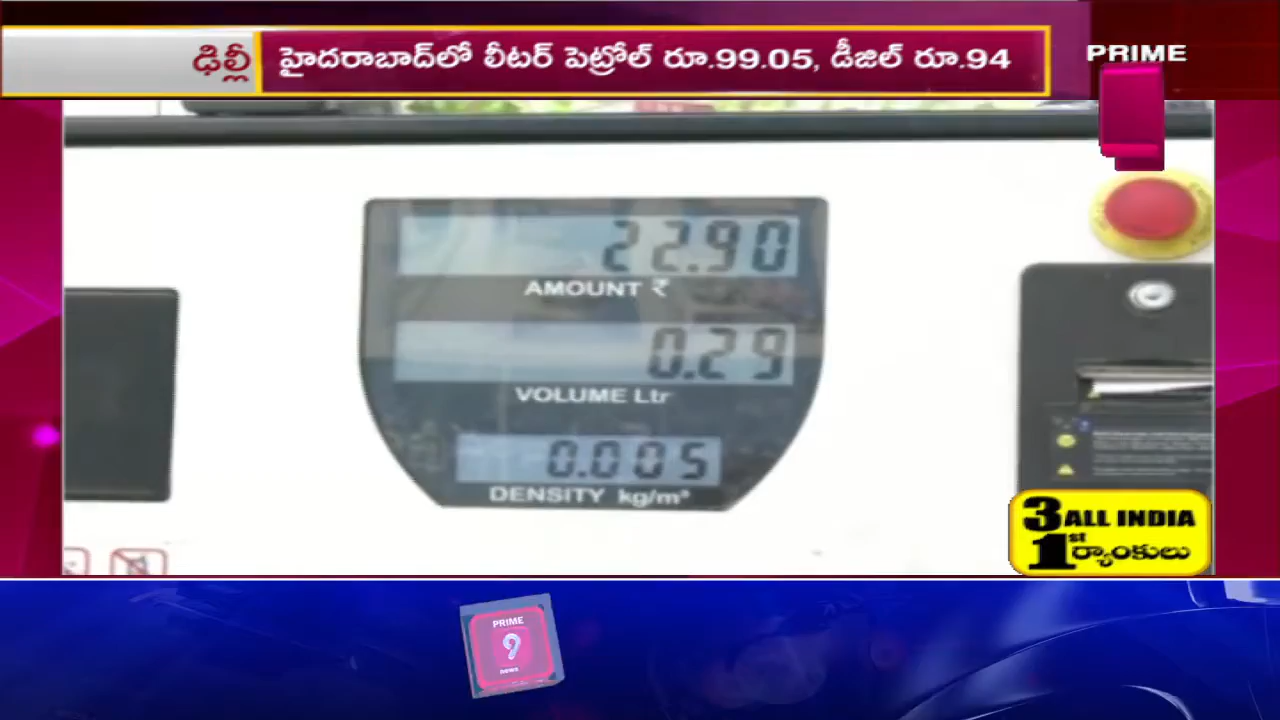 ఢిల్లీ
హైదరాబాద్‌లో లీటర్ పెట్రోల్ రూ.99.05, డీజిల్ రూ.94
PRIME
22.90
AMOUNT ₹
0.29
VOLUME Ltr
0.005
DENSITY kg/m³
3 ALL INDIA
1st ర్యాంకులు
PRIME
9
news